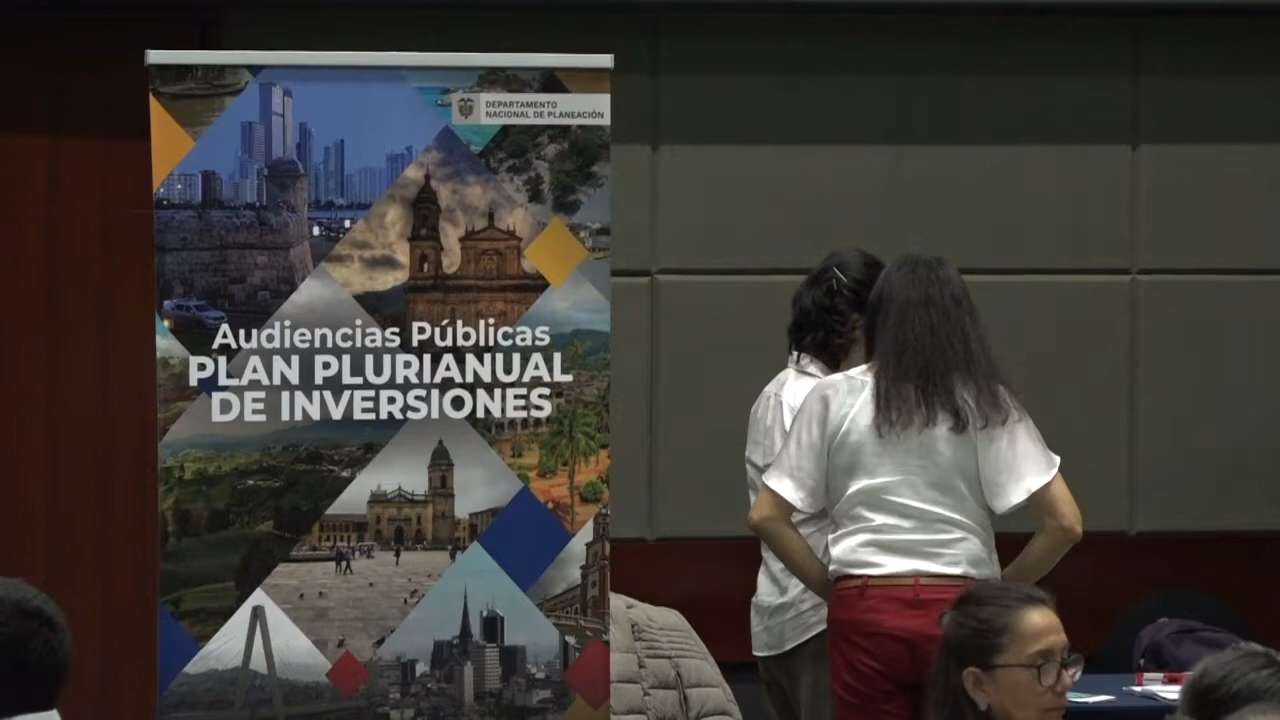 DEPARTAMENTO
NACIONAL DE PLANEACIÓN
Audiencias Públicas
PLAN PLURIANUAL
DE INVERSIONES